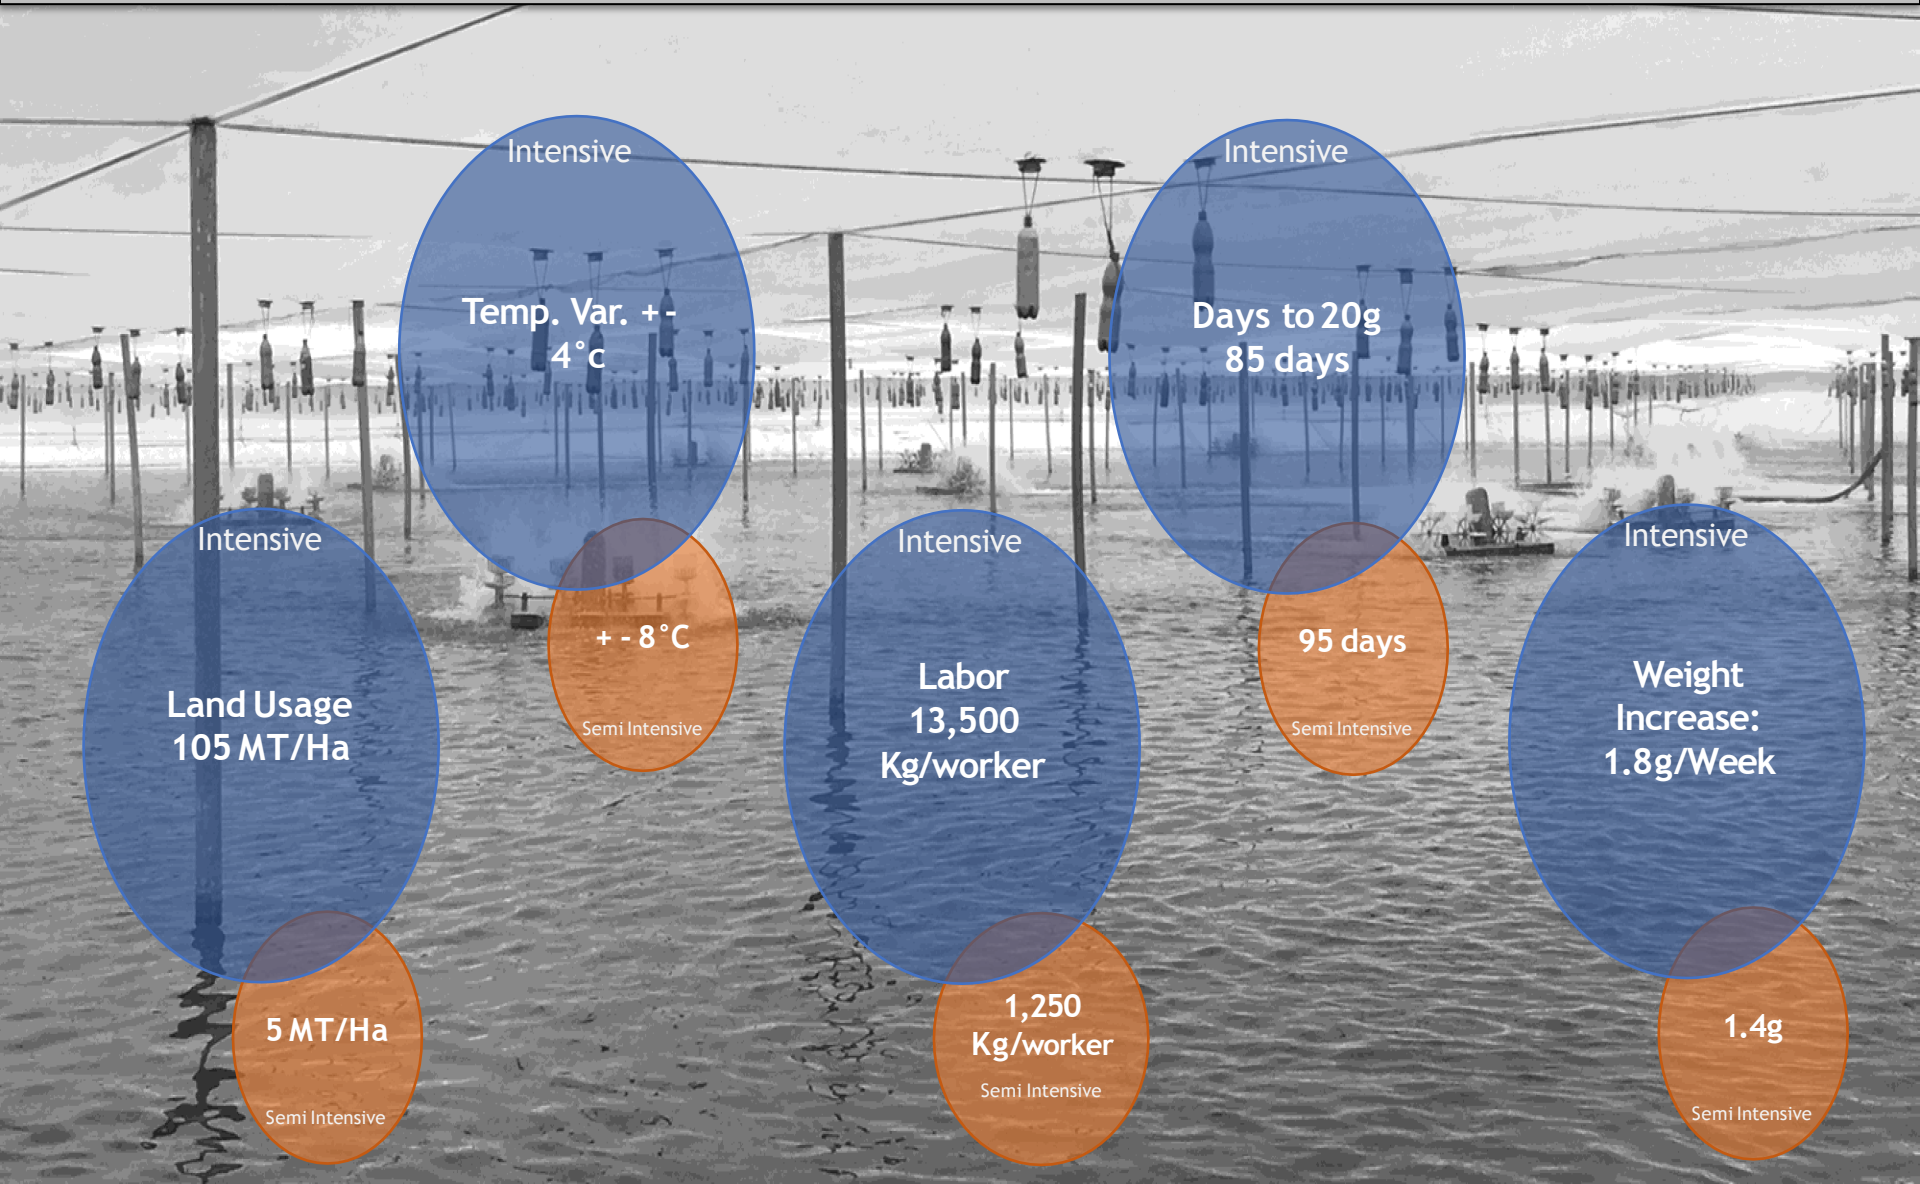 Intensive
Temp. Var. + -
4°c
+ - 8°C
Semi Intensive
Intensive
Days to 20g
85 days
95 days
Semi Intensive
Intensive
Land Usage
105 MT/Ha
5 MT/Ha
Semi Intensive
Intensive
Labor
13,500
Kg/worker
1,250
Kg/worker
Semi Intensive
Intensive
Weight
Increase:
1.8g/Week
1.4g
Semi Intensive